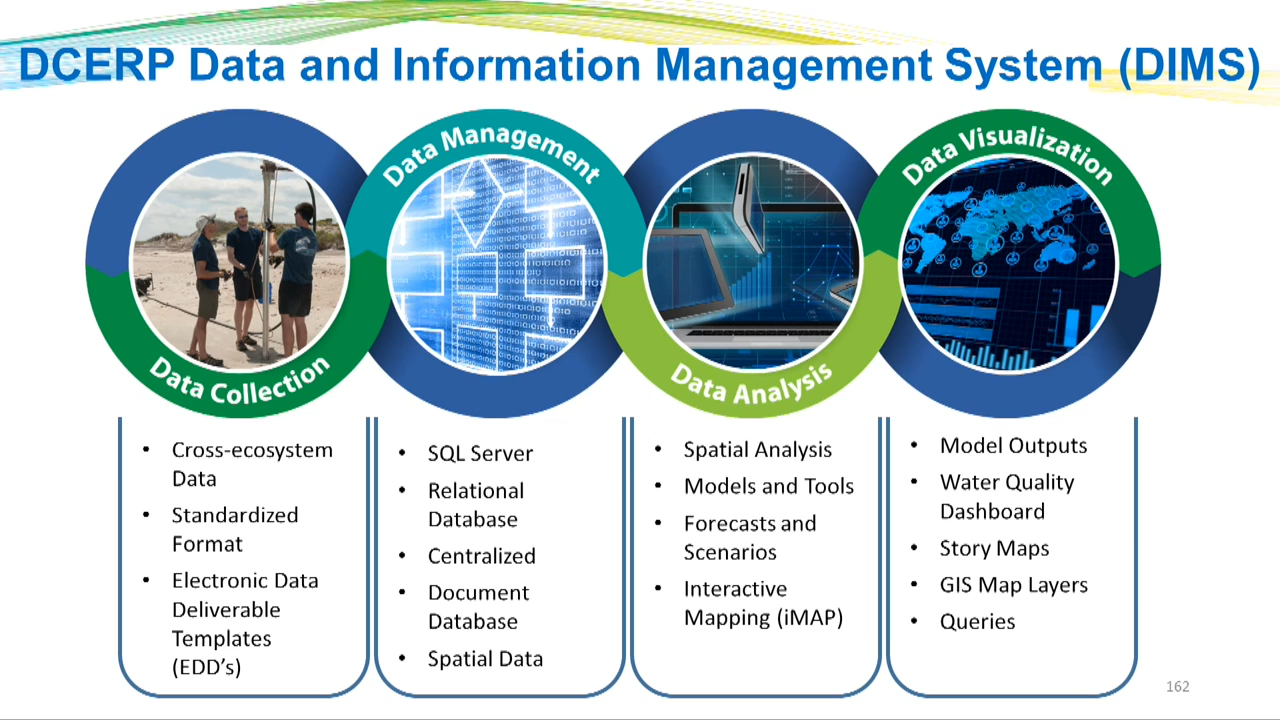 DCERP Data and Information Management System (DIMS)
Data Collection
Data Management
Data Analysis
Data Visualization
• Cross-ecosystem
Data
• Standardized
Format
• Electronic Data
Deliverable
Templates
(EDD’s)
• SQL Server
• Relational
Database
• Centralized
• Document
Database
• Spatial Data
• Spatial Analysis
• Models and Tools
• Forecasts and
Scenarios
• Interactive
Mapping (iMAP)
• Model Outputs
• Water Quality
Dashboard
• Story Maps
• GIS Map Layers
• Queries
162